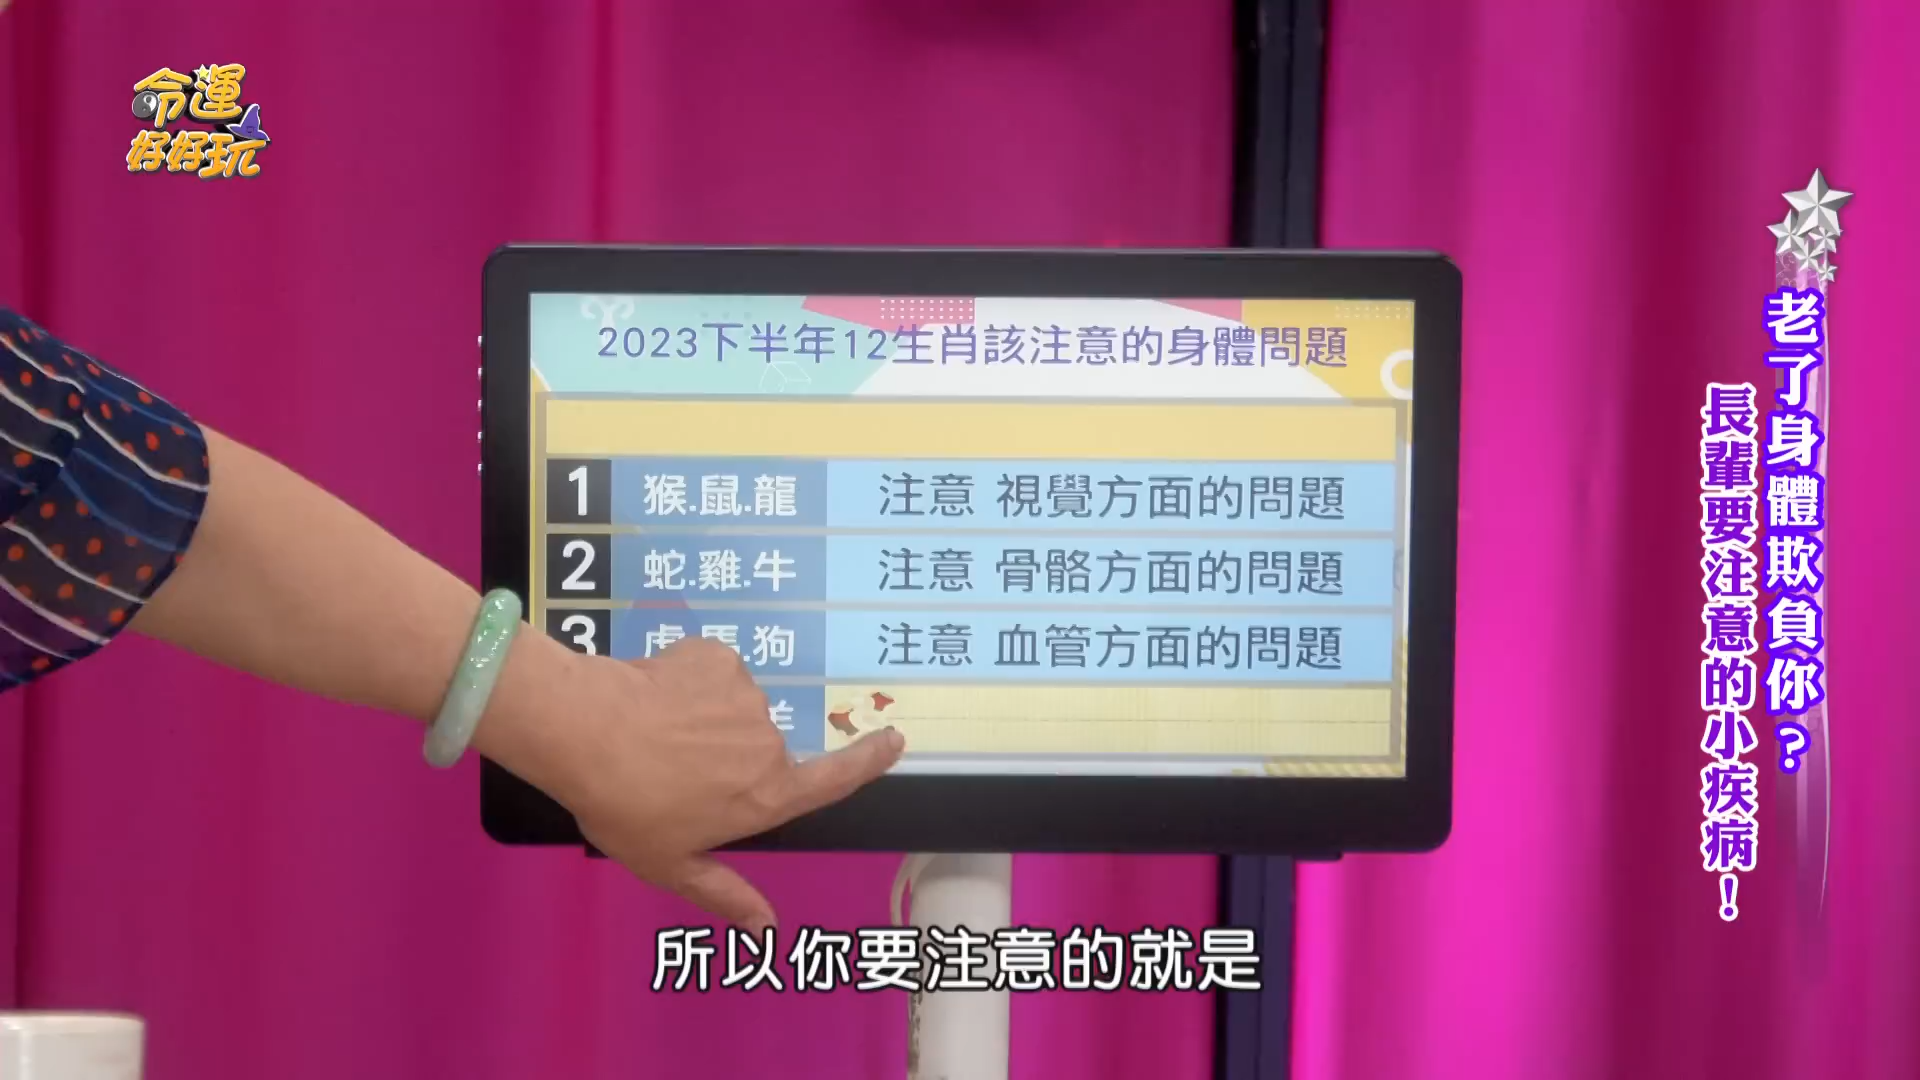 命運
好好玩
2023下半年12生肖該注意的身體問題
1 猴.鼠.龍 注意 視覺方面的問題
2 蛇.雞.牛 注意 骨骼方面的問題
3 虎.馬.狗 注意 血管方面的問題
羊
老了身體欺負你？
長輩要注意的小疾病！
所以你要注意的就是